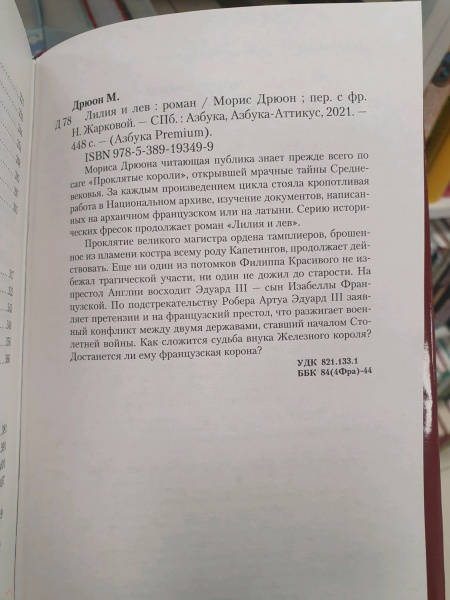 Дрюон М.
Д 78 Лилия и лев : роман / Морис Дрюон ; пер. с фр.
Н. Жарковой. — СПб. : Азбука, Азбука-Аттикус, 2021. —
448 с. — (Азбука Premium).
ISBN 978-5-389-19349-9
Мориса Дрюона читающая публика знает прежде всего по
саге «Проклятые короли», открывшей мрачные тайны Средне-
вековья. За каждым произведением цикла стояла кропотливая
работа в Национальном архиве, изучение документов, написан-
ных на архаичном французском или на латыни. Серию истори-
ческих фресок продолжает роман «Лилия и лев».
Проклятие великого магистра ордена тамплиеров, брошен-
ное из пламени костра всему роду Капетингов, продолжает дей-
ствовать. Еще ни один из потомков Филиппа Красивого не из-
бежал трагической участи, ни один не дожил до старости. На
престол Англии восходит Эдуард III — сын Изабеллы Фран-
цузской. По подстрекательству Робера Артуа Эдуард III заяв-
ляет претензии и на французский престол, что разжигает воен-
ный конфликт между двумя державами, ставший началом Сто-
летней войны. Как сложится судьба внука Железного короля?
Достанется ли ему французская корона?
УДК 821.133.1
ББК 84(4Фра)-44